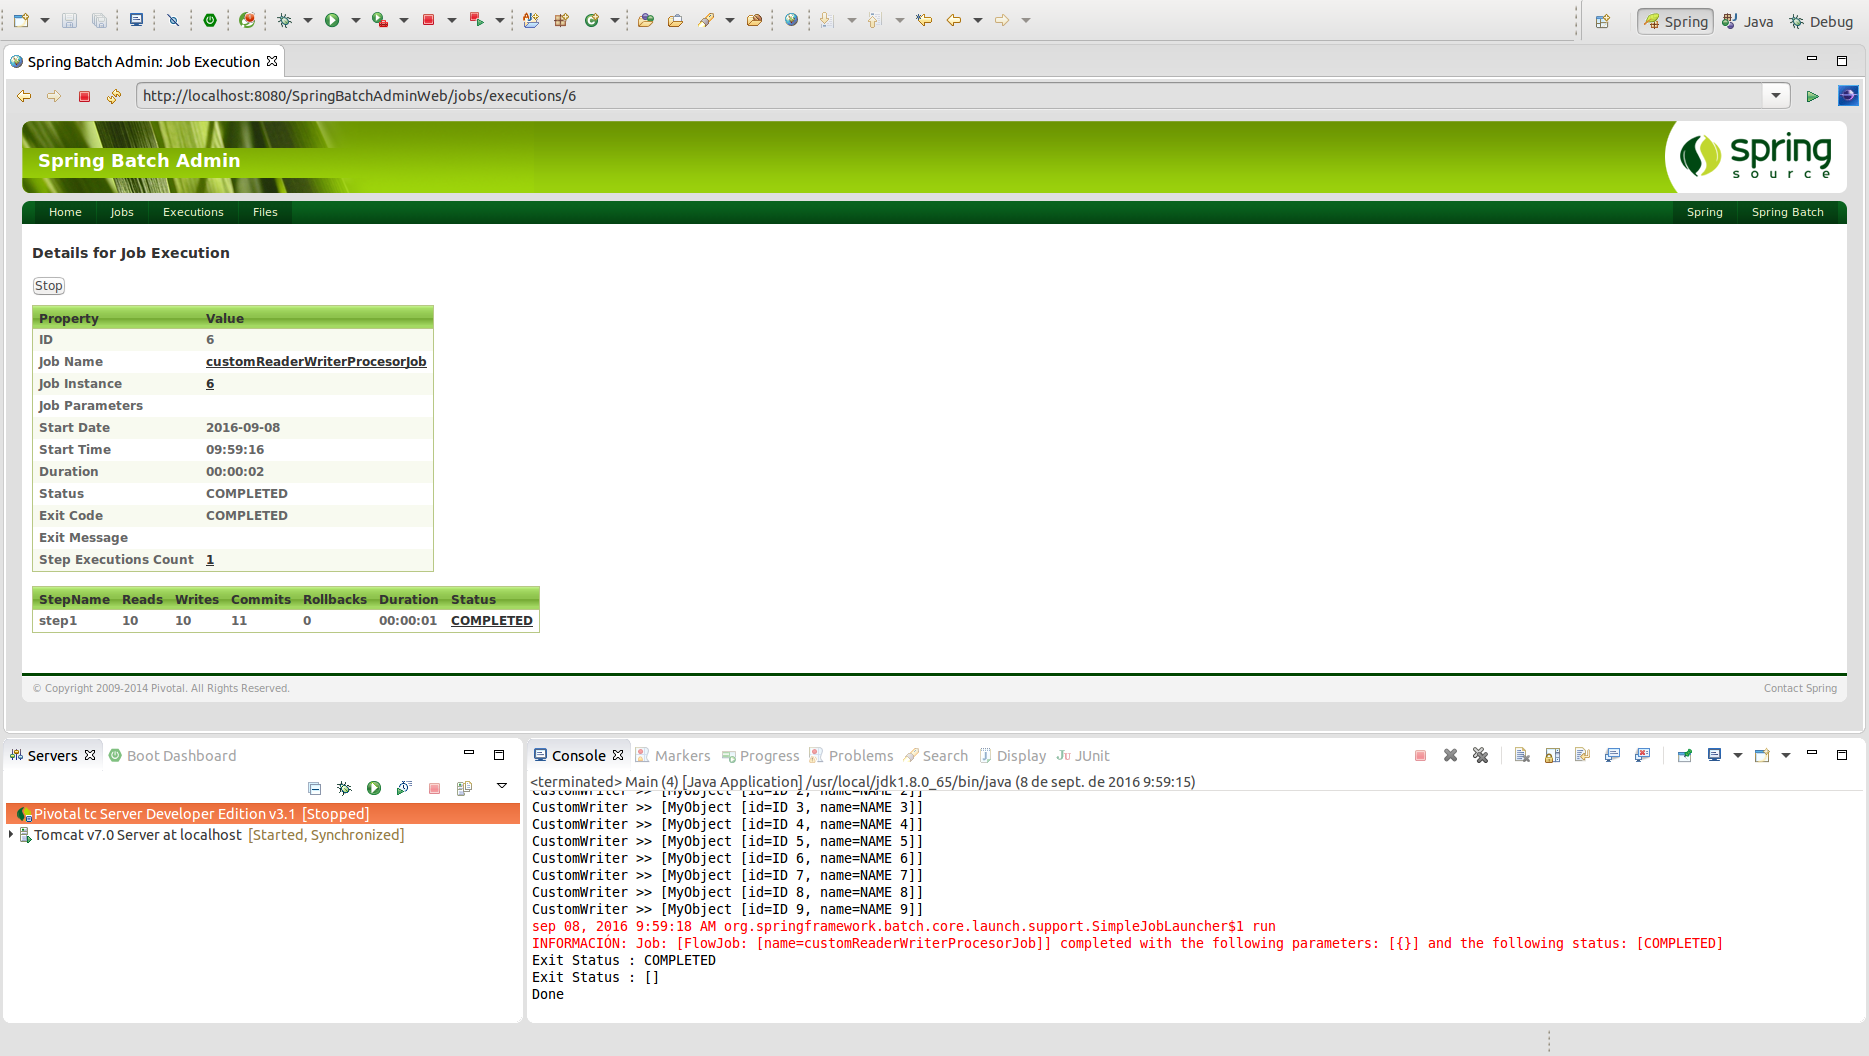 Spring
Java
Debug
Spring Batch Admin: Job Execution
http://localhost:8080/SpringBatchAdminWeb/jobs/executions/6
Spring Batch Admin
spring
source
Home Jobs Executions Files Spring Spring Batch
Details for Job Execution
Stop
Property Value
ID 6
Job Name customReaderWriterProcesorJob
Job Instance 6
Job Parameters
Start Date 2016-09-08
Start Time 09:59:16
Duration 00:00:02
Status COMPLETED
Exit Code COMPLETED
Exit Message
Step Executions Count 1
StepName Reads Writes Commits Rollbacks Duration Status
step1 10 10 11 0 00:00:01 COMPLETED
© Copyright 2009-2014 Pivotal. All Rights Reserved. Contact Spring
Servers Boot Dashboard
Pivotal tc Server Developer Edition v3.1 [Stopped]
Tomcat v7.0 Server at localhost [Started, Synchronized]
Console Markers Progress Problems Search Display JUnit
<terminated> Main (4) [Java Application] /usr/local/jdk1.8.0_65/bin/java (8 de sept. de 2016 9:59:15)
CustomWriter >> [MyObject [id=ID 2, name=NAME 2]]
CustomWriter >> [MyObject [id=ID 3, name=NAME 3]]
CustomWriter >> [MyObject [id=ID 4, name=NAME 4]]
CustomWriter >> [MyObject [id=ID 5, name=NAME 5]]
CustomWriter >> [MyObject [id=ID 6, name=NAME 6]]
CustomWriter >> [MyObject [id=ID 7, name=NAME 7]]
CustomWriter >> [MyObject [id=ID 8, name=NAME 8]]
CustomWriter >> [MyObject [id=ID 9, name=NAME 9]]
sep 08, 2016 9:59:18 AM org.springframework.batch.core.launch.support.SimpleJobLauncher$1 run
INFORMACIÓN: Job: [FlowJob: [name=customReaderWriterProcesorJob]] completed with the following parameters: [{}] and the following status: [COMPLETED]
Exit Status : COMPLETED
Exit Status : []
Done